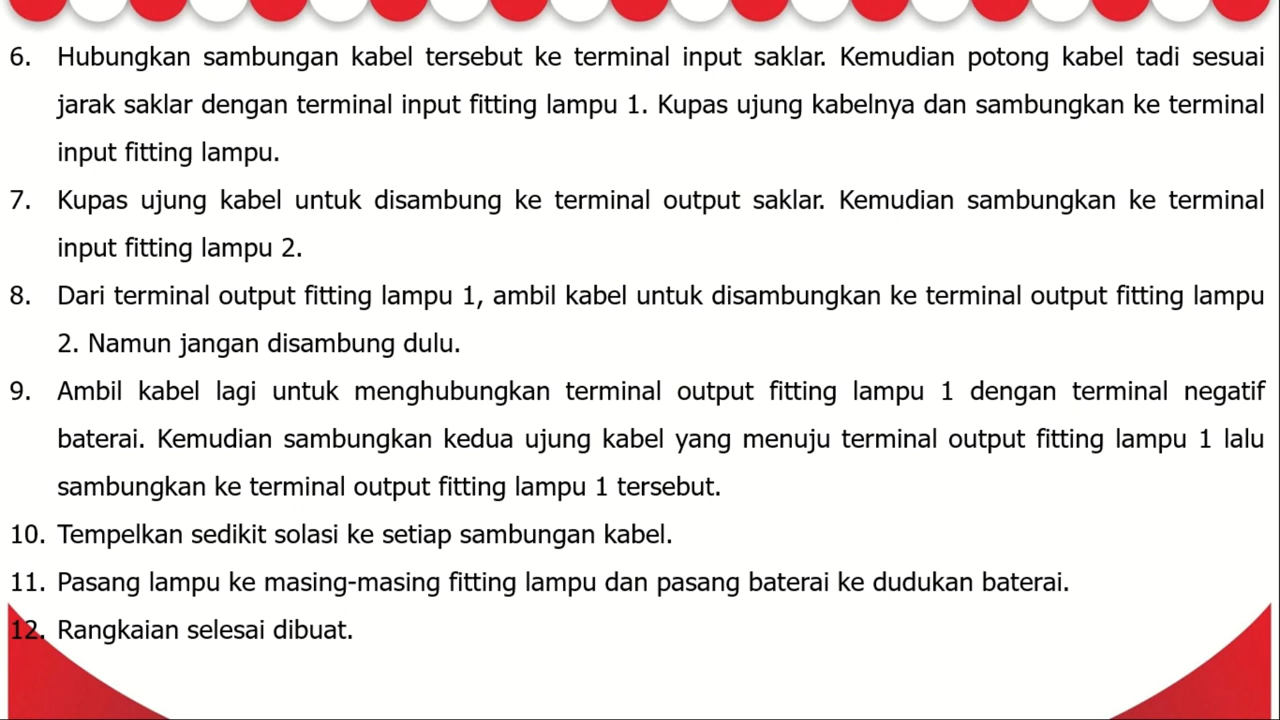 6. Hubungkan sambungan kabel tersebut ke terminal input saklar. Kemudian potong kabel tadi sesuai
jarak saklar dengan terminal input fitting lampu 1. Kupas ujung kabelnya dan sambungkan ke terminal
input fitting lampu.
7. Kupas ujung kabel untuk disambung ke terminal output saklar. Kemudian sambungkan ke terminal
input fitting lampu 2.
8. Dari terminal output fitting lampu 1, ambil kabel untuk disambungkan ke terminal output fitting lampu
2. Namun jangan disambung dulu.
9. Ambil kabel lagi untuk menghubungkan terminal output fitting lampu 1 dengan terminal negatif
baterai. Kemudian sambungkan kedua ujung kabel yang menuju terminal output fitting lampu 1 lalu
sambungkan ke terminal output fitting lampu 1 tersebut.
10. Tempelkan sedikit solasi ke setiap sambungan kabel.
11. Pasang lampu ke masing-masing fitting lampu dan pasang baterai ke dudukan baterai.
12. Rangkaian selesai dibuat.